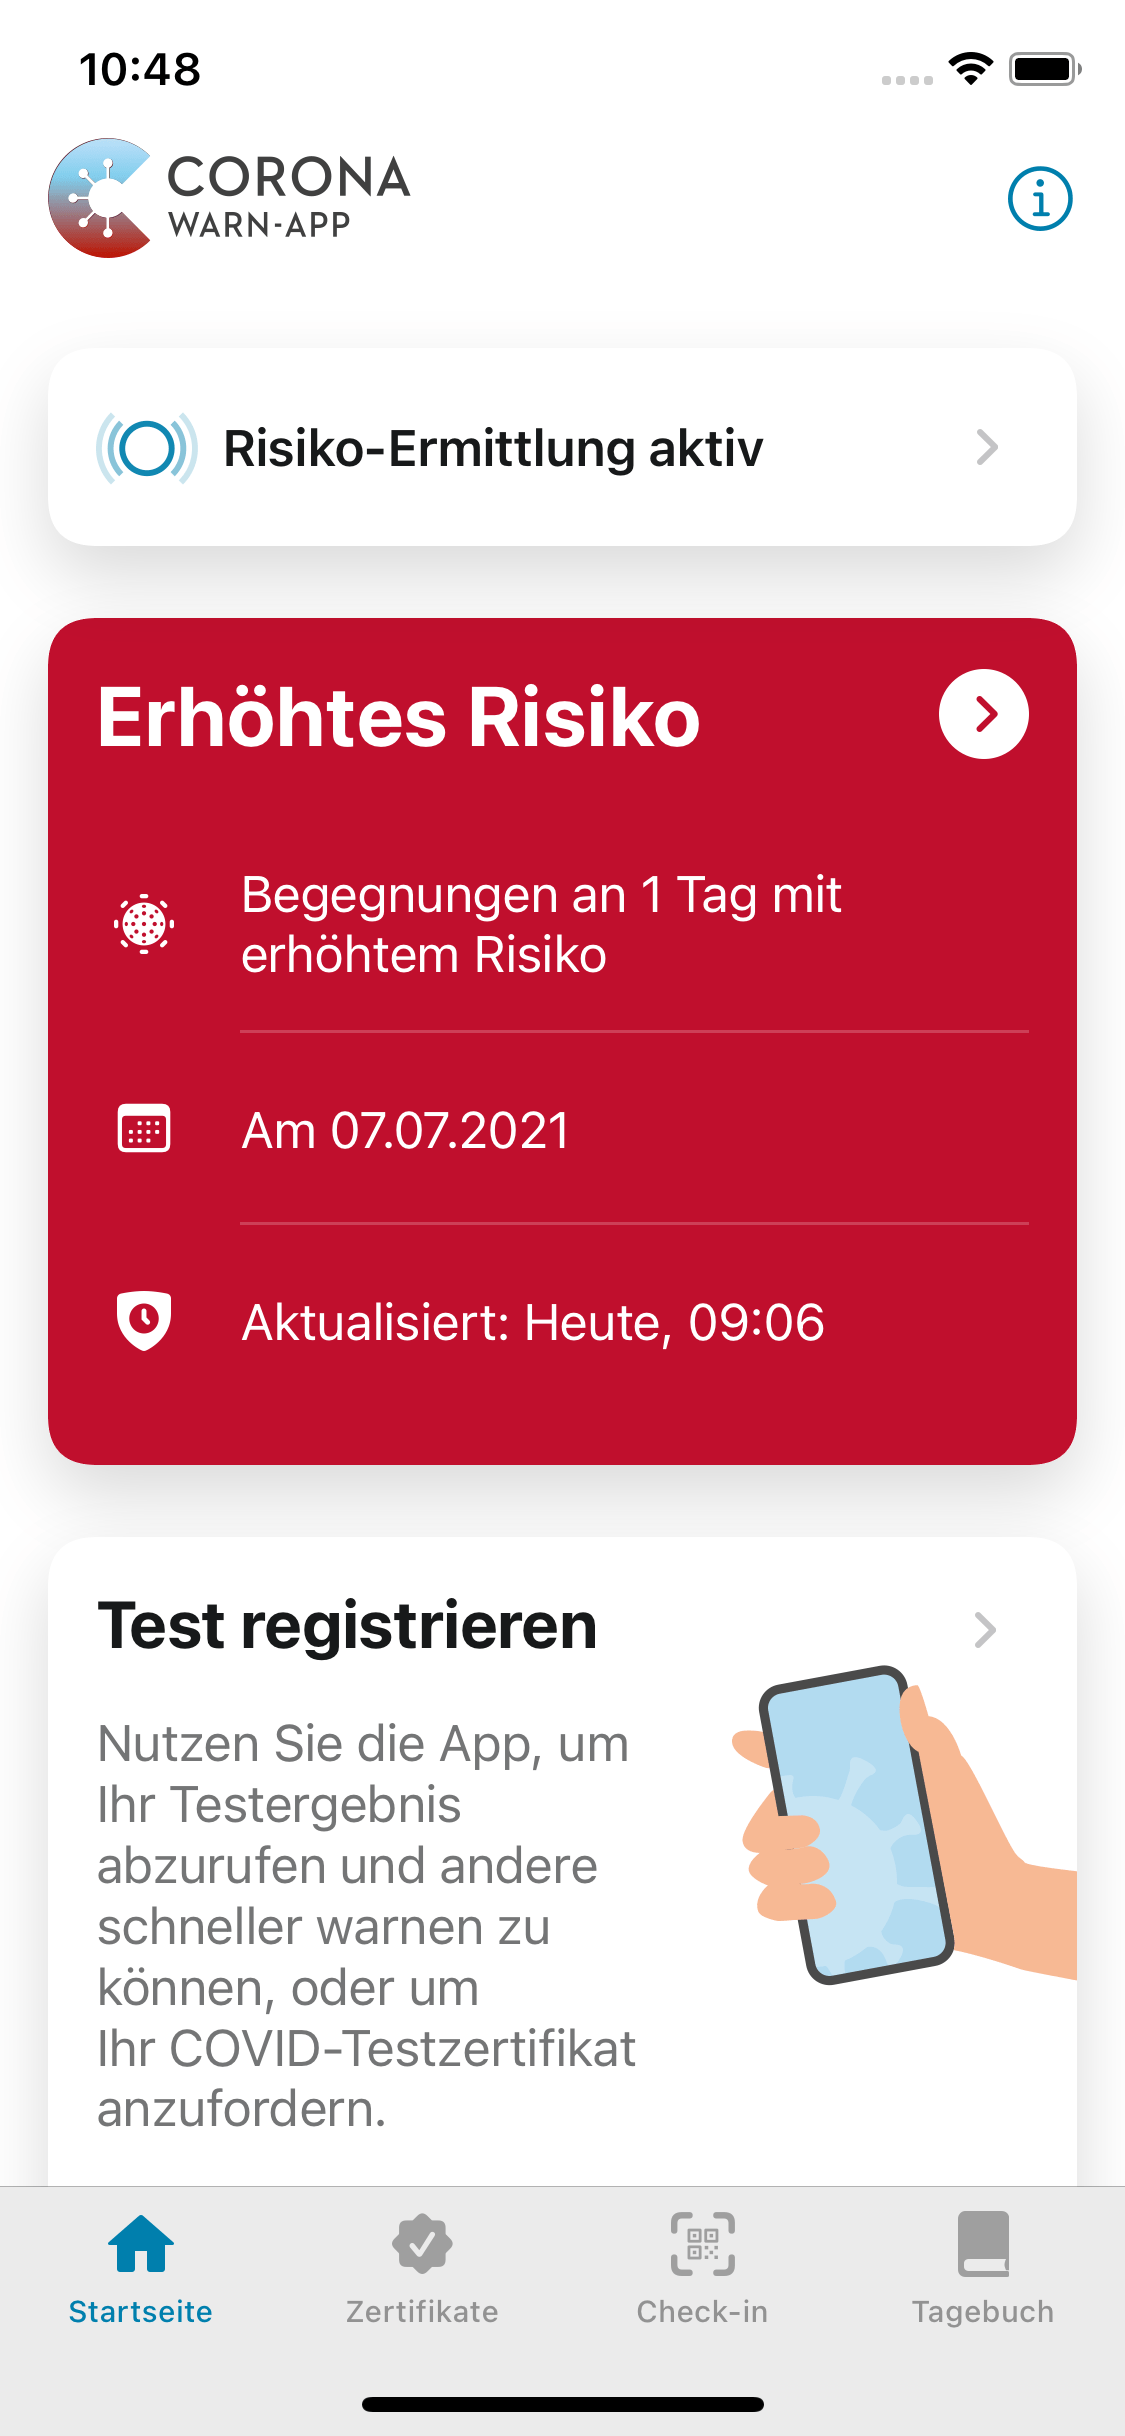 10:48
CORONA
WARN-APP
Risiko-Ermittlung aktiv
Erhöhtes Risiko
Begegnungen an 1 Tag mit
erhöhtem Risiko
Am 07.07.2021
Aktualisiert: Heute, 09:06
Test registrieren
Nutzen Sie die App, um
Ihr Testergebnis
abzurufen und andere
schneller warnen zu
können, oder um
Ihr COVID-Testzertifikat
anzufordern.
Startseite
Zertifikate
Check-in
Tagebuch